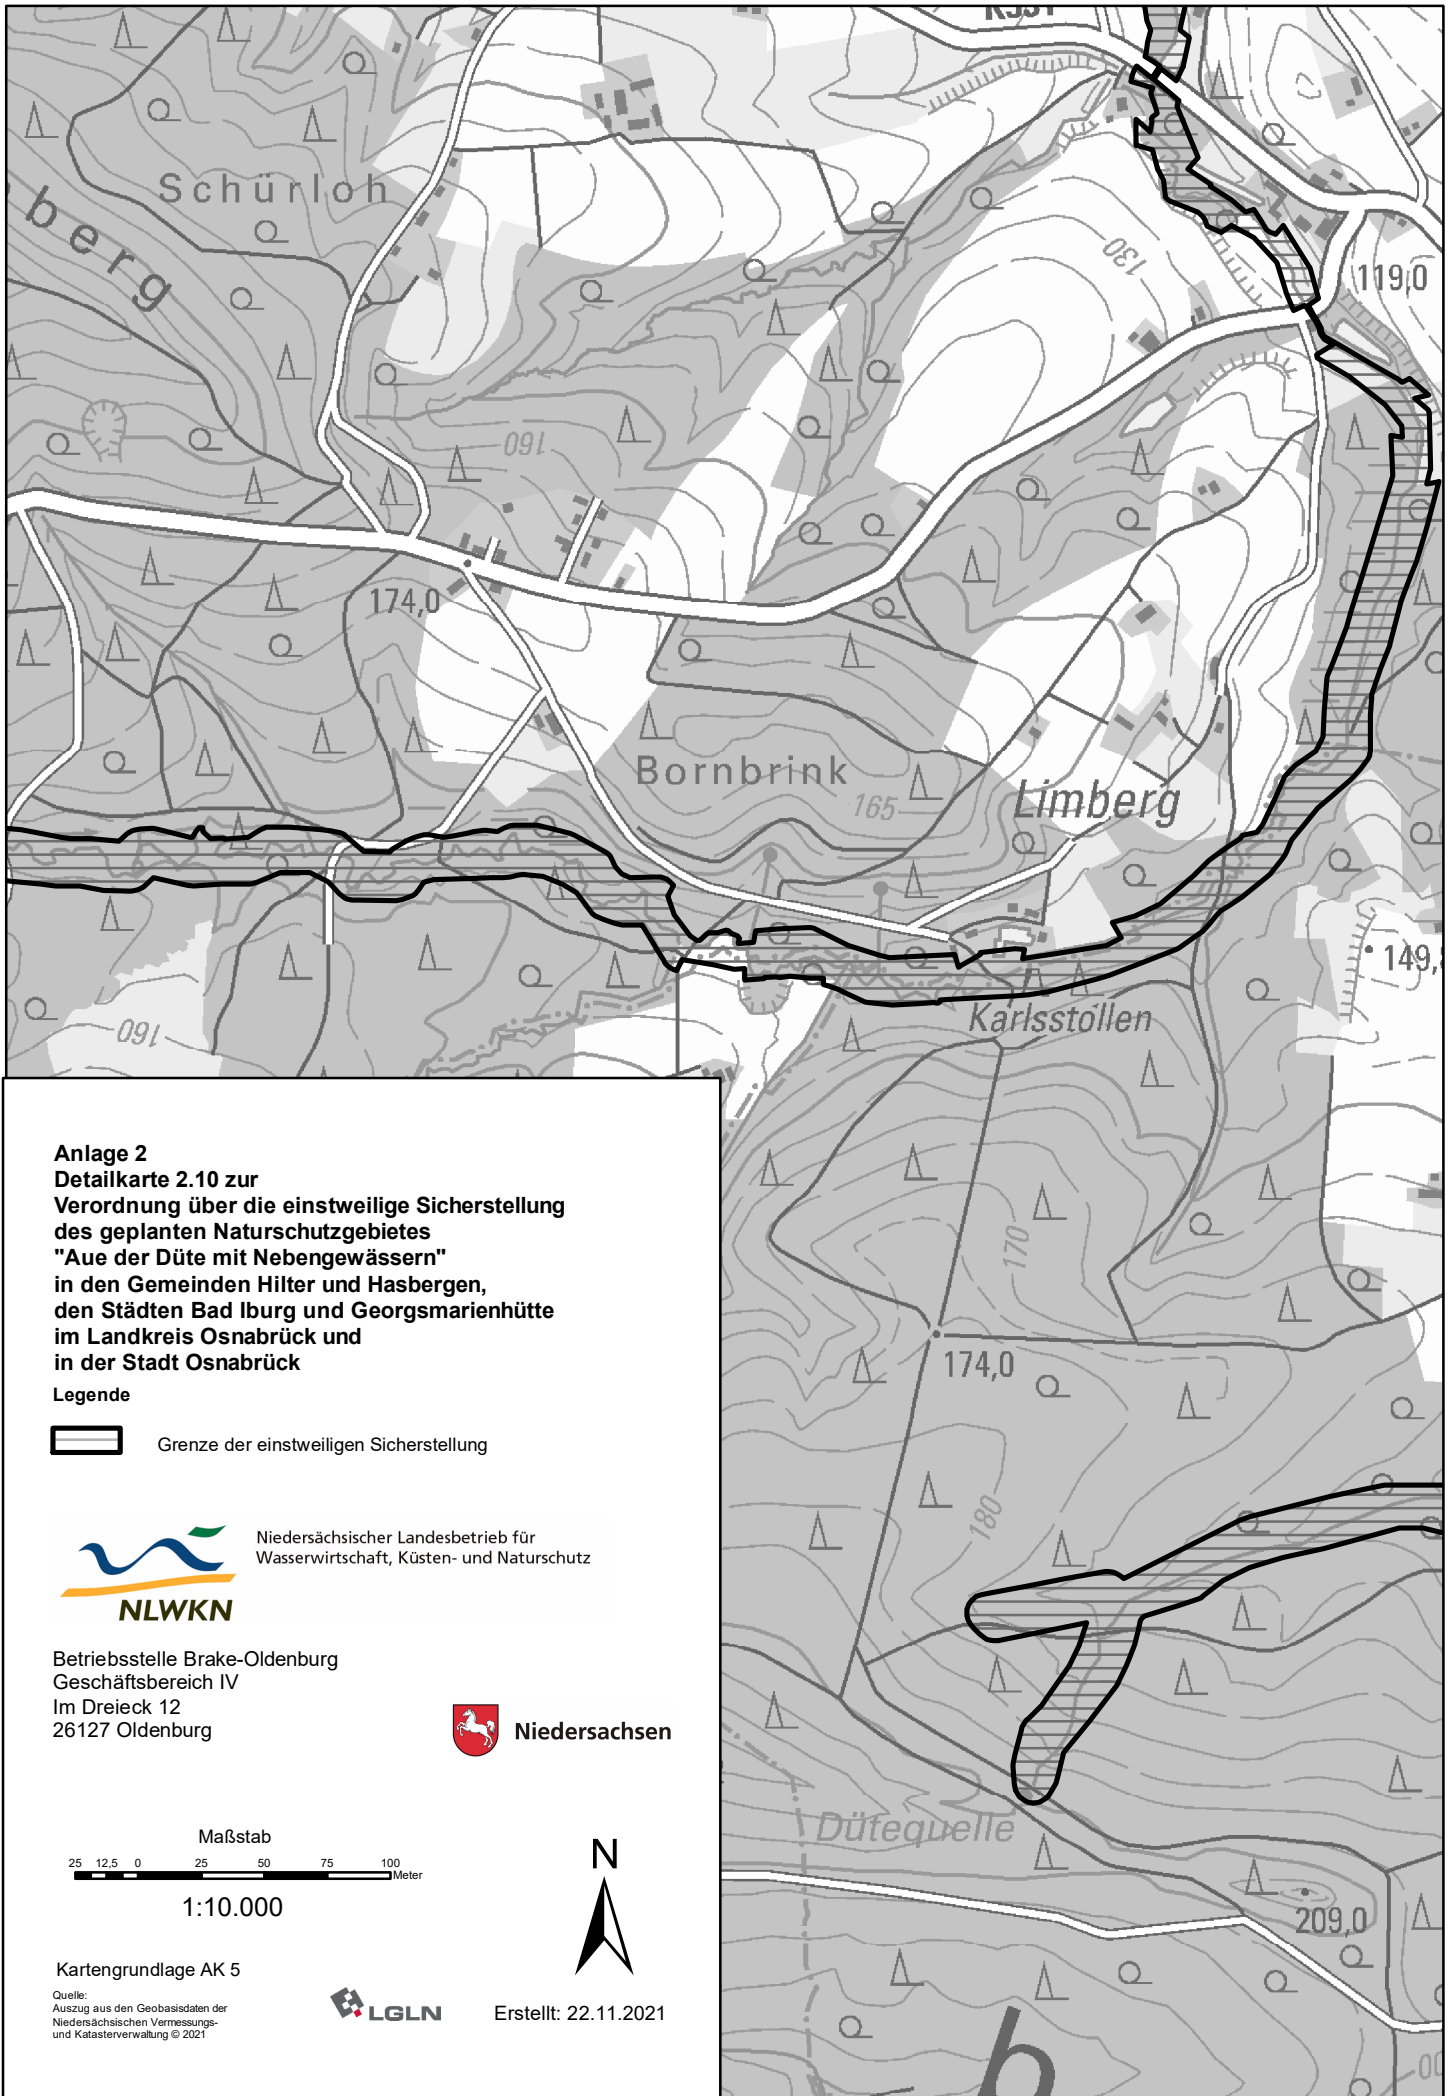 Schürloh
berg
130
119,0
160
174,0
Bornbrink
165
Limberg
149,
160
Karlsstollen
170
174,0
180
Dütequelle
209,0
b
Anlage 2
Detailkarte 2.10 zur
Verordnung über die einstweilige Sicherstellung
des geplanten Naturschutzgebietes
"Aue der Düte mit Nebengewässern"
in den Gemeinden Hilter und Hasbergen,
den Städten Bad Iburg und Georgsmarienhütte
im Landkreis Osnabrück und
in der Stadt Osnabrück
Legende
Grenze der einstweiligen Sicherstellung
Niedersächsischer Landesbetrieb für
Wasserwirtschaft, Küsten- und Naturschutz
NLWKN
Betriebsstelle Brake-Oldenburg
Geschäftsbereich IV
Im Dreieck 12
26127 Oldenburg
Niedersachsen
Maßstab
25 12,5 0 25 50 75 100
Meter
1:10.000
N
Kartengrundlage AK 5
Quelle:
Auszug aus den Geobasisdaten der
Niedersächsischen Vermessungs-
und Katasterverwaltung © 2021
LGLN
Erstellt: 22.11.2021